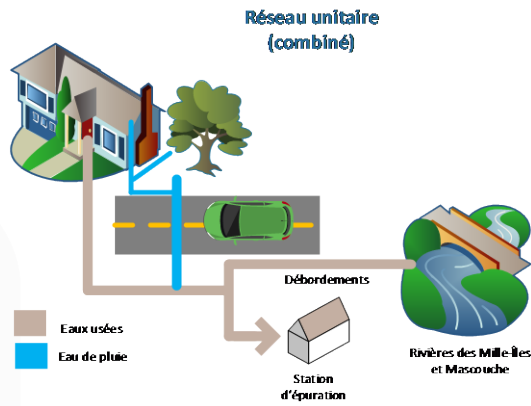 Réseau unitaire
(combiné)
Débordements
Eaux usées
Eau de pluie
Station
d'épuration
Rivières des Mille-Îles
et Mascouche